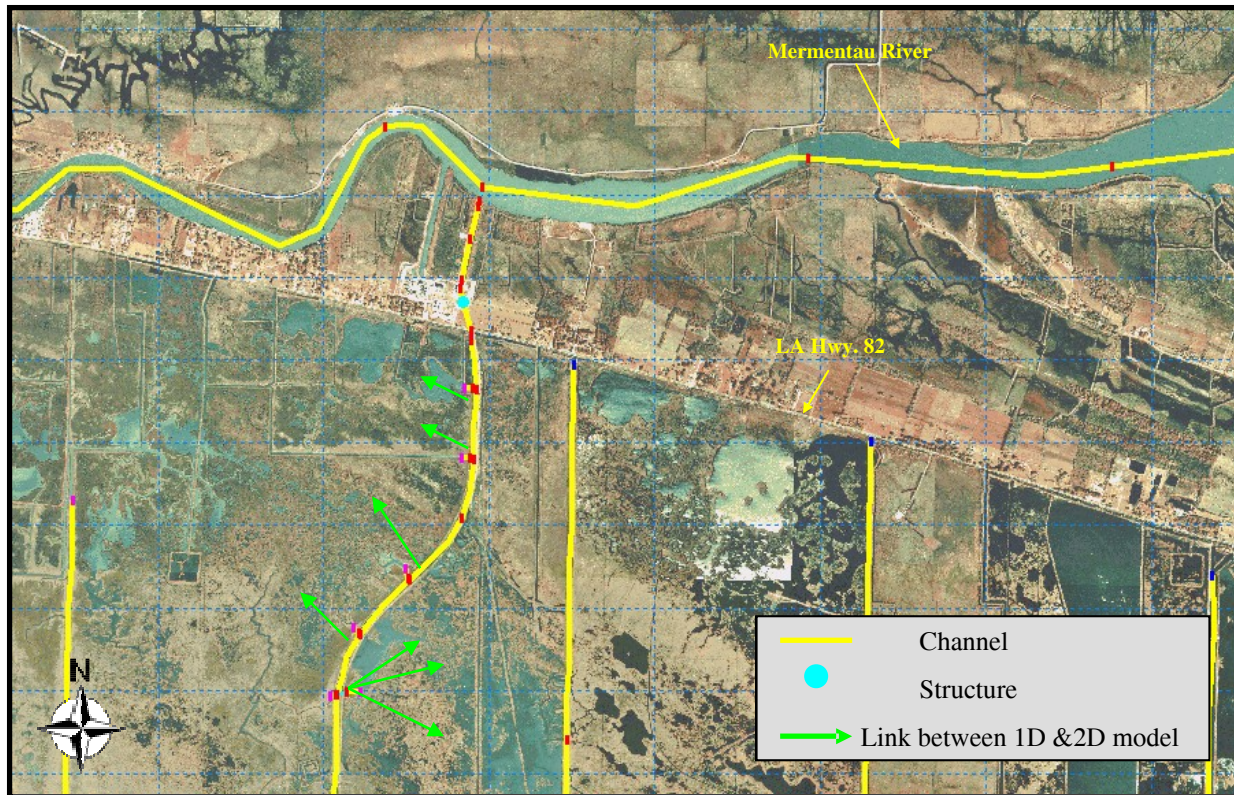 Mermentau River
LA Hwy. 82
N
Channel
Structure
Link between 1D &2D model